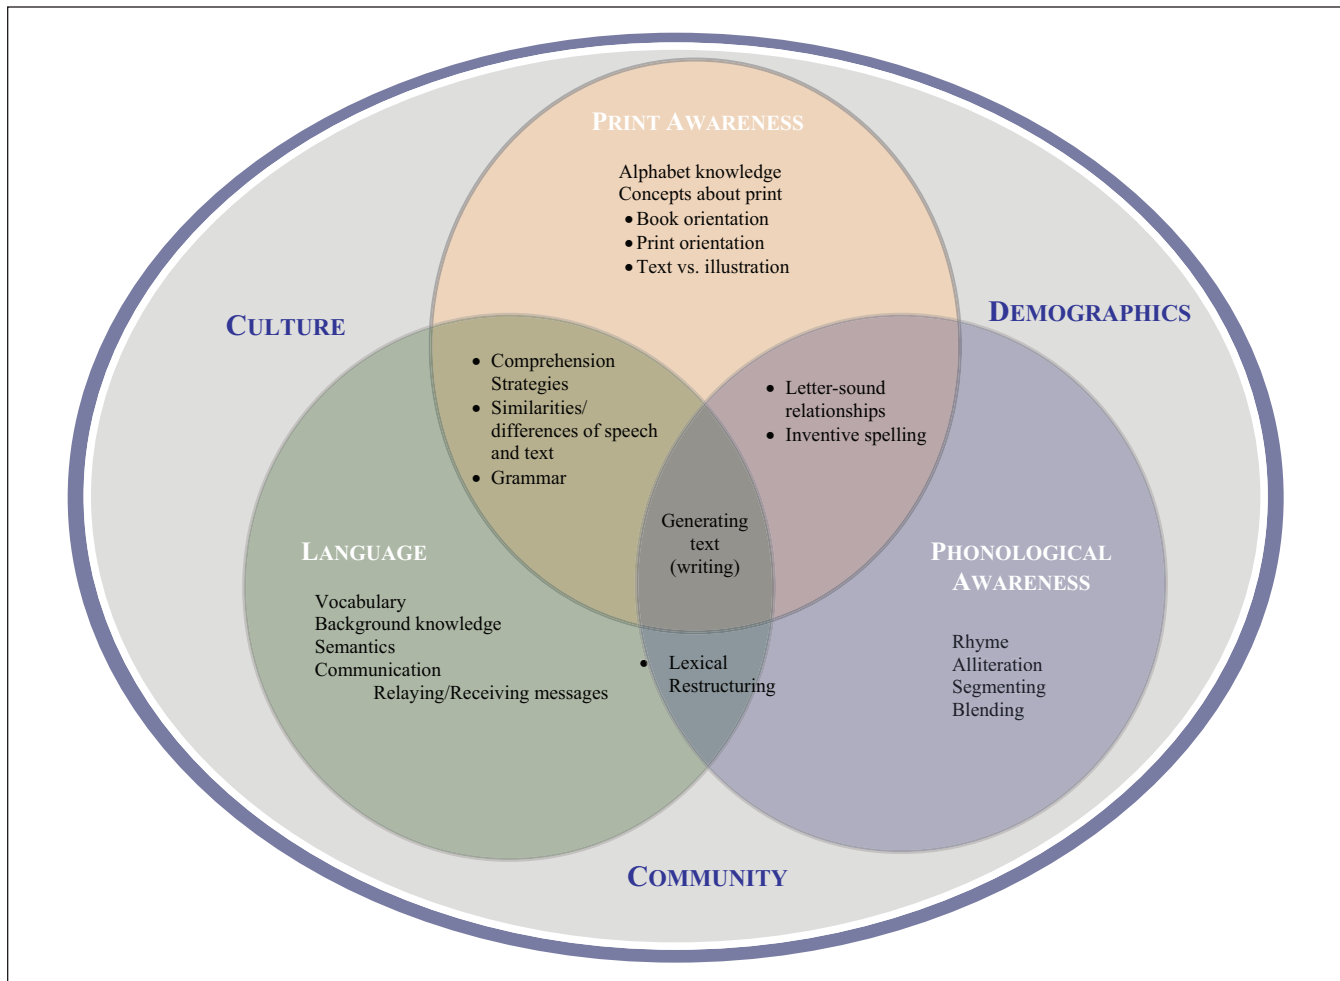 PRINT AWARENESS
Alphabet knowledge
Concepts about print
• Book orientation
• Print orientation
• Text vs. illustration
CULTURE
DEMOGRAPHICS
• Comprehension
Strategies
• Similarities/
differences of speech
and text
• Grammar
• Letter-sound
relationships
• Inventive spelling
Generating
text
(writing)
LANGUAGE
Vocabulary
Background knowledge
Semantics
Communication
Relaying/Receiving messages
PHONOLOGICAL
AWARENESS
Rhyme
Alliteration
Segmenting
Blending
• Lexical
Restructuring
COMMUNITY